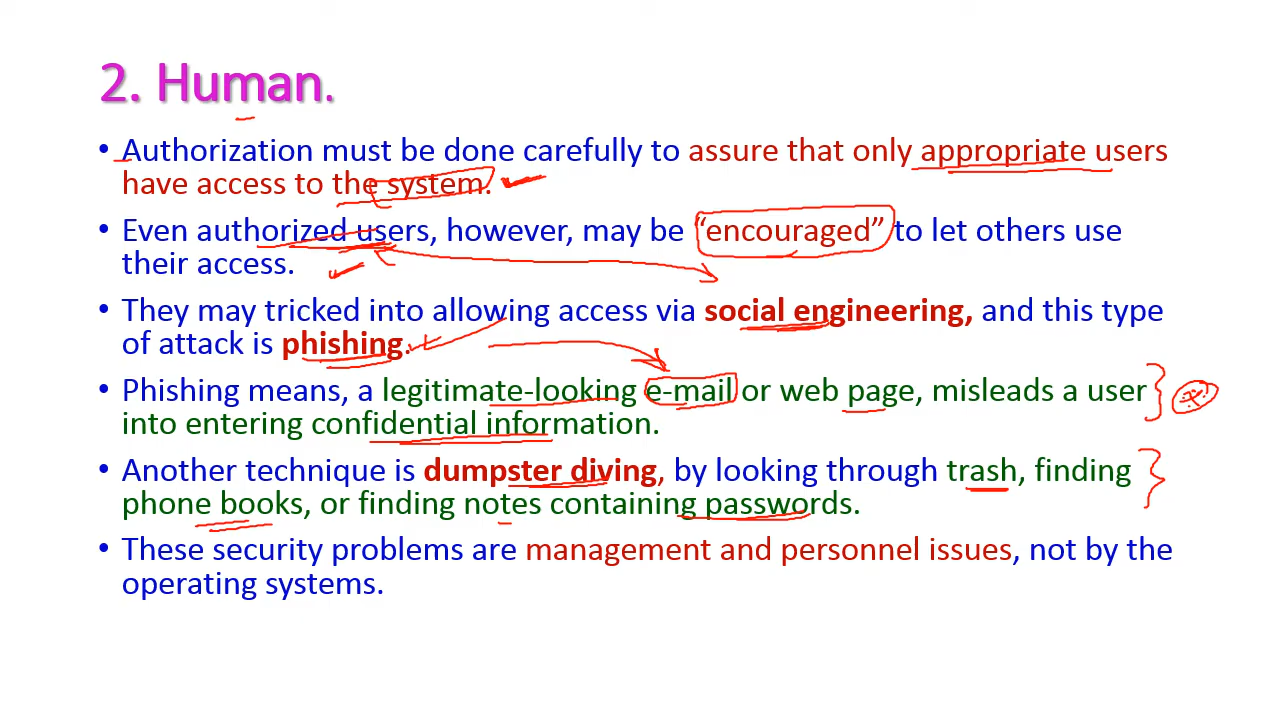 2. Human.
• Authorization must be done carefully to assure that only appropriate users
have access to the system.
• Even authorized users, however, may be “encouraged” to let others use
their access.
• They may tricked into allowing access via social engineering, and this type
of attack is phishing.
• Phishing means, a legitimate-looking e-mail or web page, misleads a user
into entering confidential information.
• Another technique is dumpster diving, by looking through trash, finding
phone books, or finding notes containing passwords.
• These security problems are management and personnel issues, not by the
operating systems.